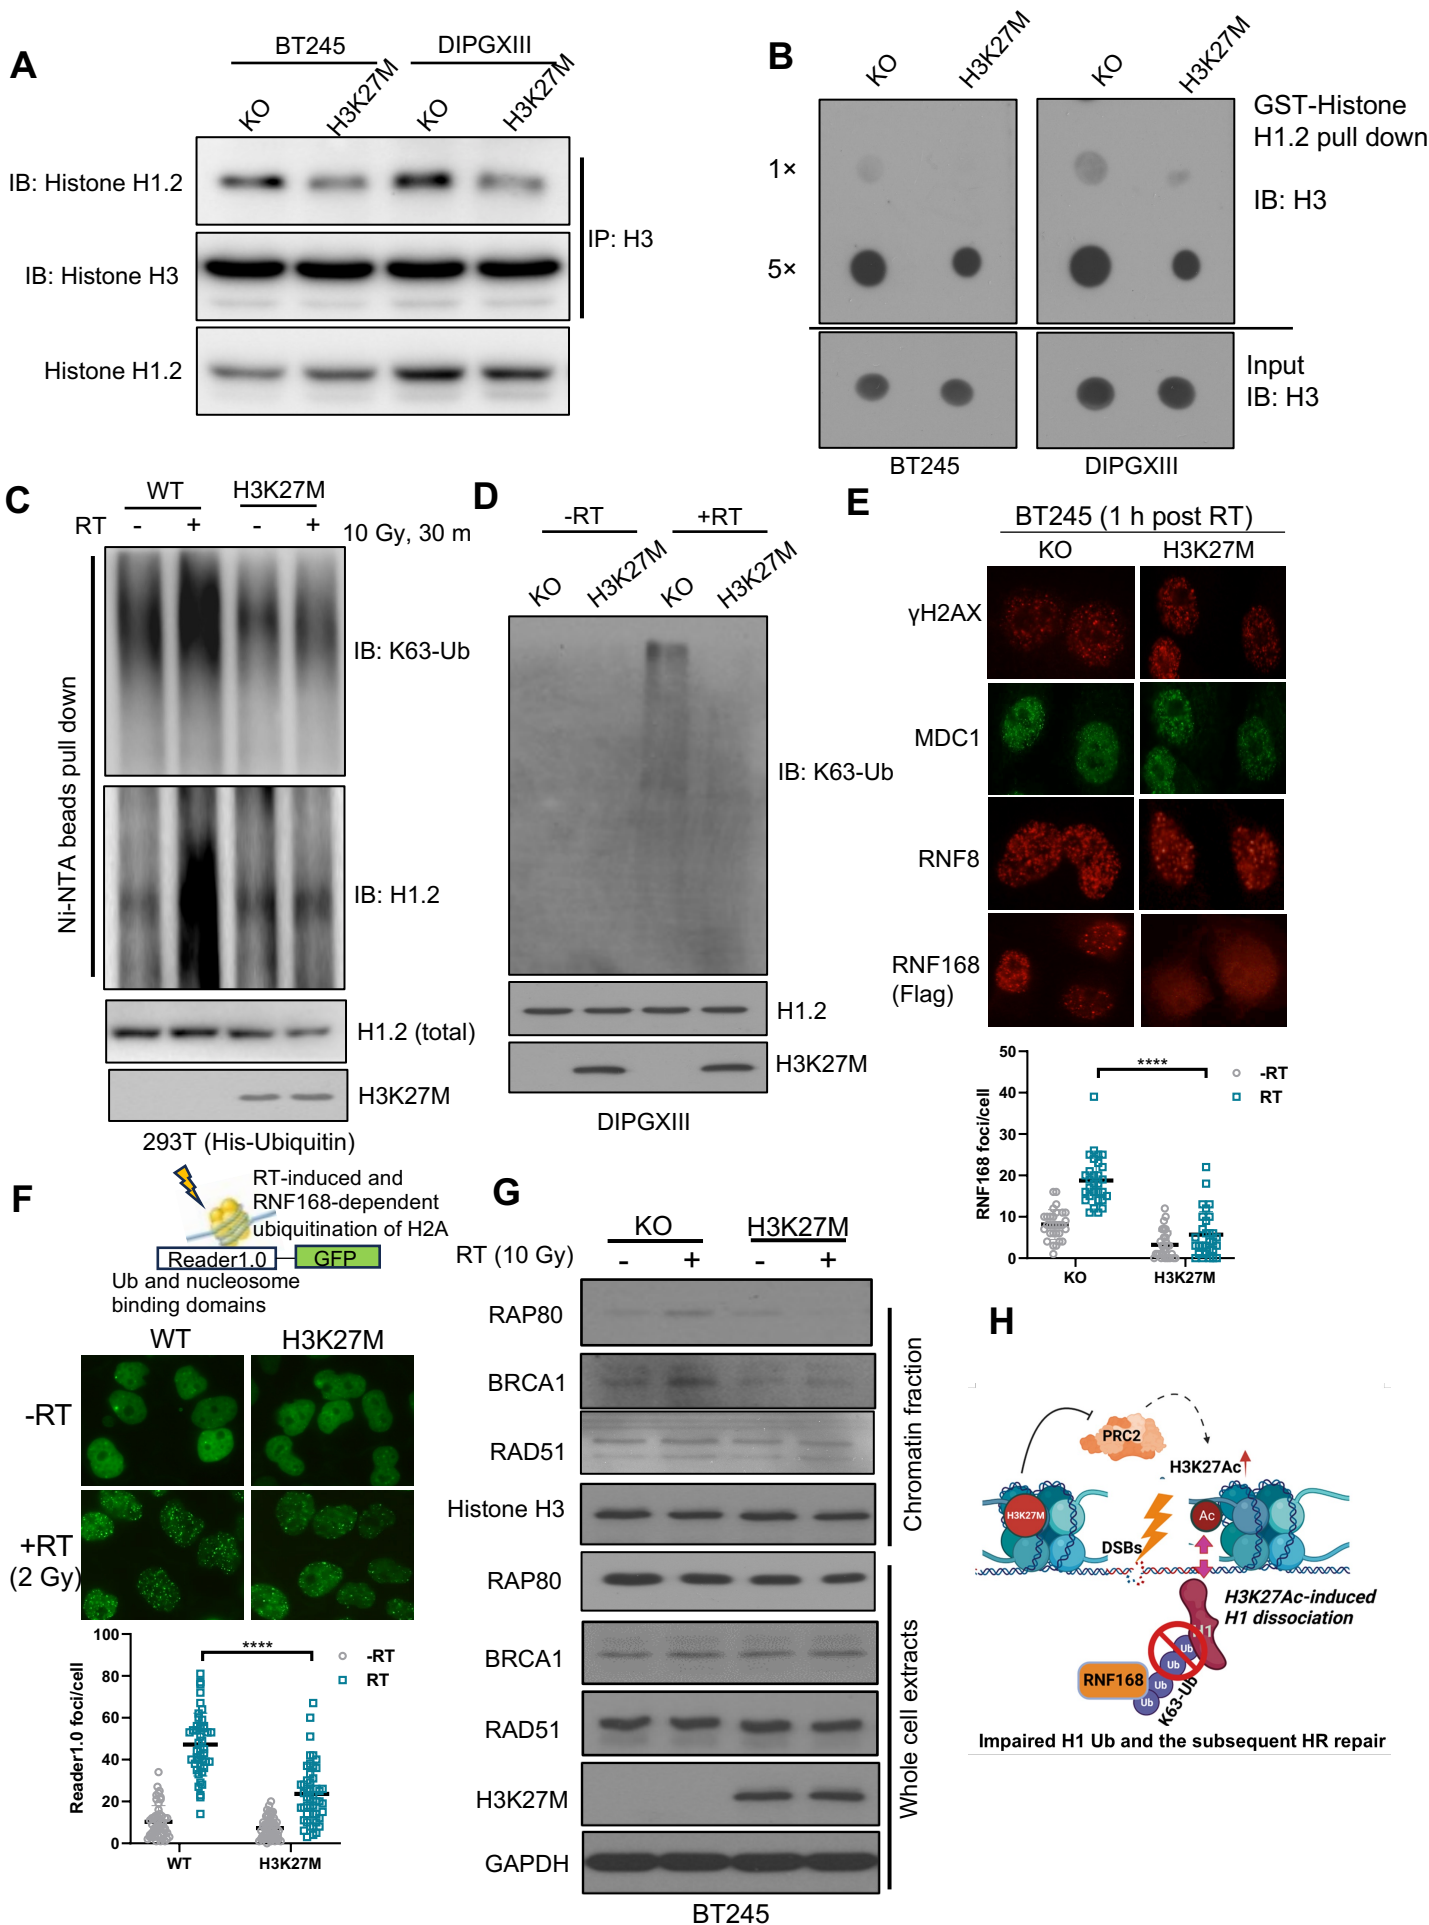 A
BT245
DIPGXIII
KO
H3K27M
KO
H3K27M
IB: Histone H1.2
IB: Histone H3
IP: H3
Histone H1.2
B
KO
H3K27M
KO
H3K27M
GST-Histone
H1.2 pull down
1×
IB: H3
5×
Input
IB: H3
BT245
DIPGXIII
C
WT
H3K27M
RT
-
+
-
+
10 Gy, 30 m
Ni-NTA beads pull down
IB: K63-Ub
IB: H1.2
H1.2 (total)
H3K27M
293T (His-Ubiquitin)
D
-RT
+RT
KO
H3K27M
KO
H3K27M
IB: K63-Ub
H1.2
H3K27M
DIPGXIII
E
BT245 (1 h post RT)
KO
H3K27M
γH2AX
MDC1
RNF8
RNF168
(Flag)
RNF168 foci/cell
50
40
30
20
10
0
****
-RT
RT
KO
H3K27M
F
RT-induced and
RNF168-dependent
ubiquitination of H2A
Reader1.0
GFP
Ub and nucleosome
binding domains
WT
H3K27M
-RT
+RT
(2 Gy)
Reader1.0 foci/cell
100
80
60
40
20
0
****
-RT
RT
WT
H3K27M
G
KO
H3K27M
RT (10 Gy)
-
+
-
+
RAP80
BRCA1
RAD51
Histone H3
Chromatin fraction
RAP80
BRCA1
RAD51
H3K27M
GAPDH
Whole cell extracts
BT245
H
PRC2
H3K27Ac
H3K27M
Ac
DSBs
H3K27Ac-induced
H1 dissociation
H1
Ub
Ub
Ub
Ub
RNF168
K63-Ub
Impaired H1 Ub and the subsequent HR repair